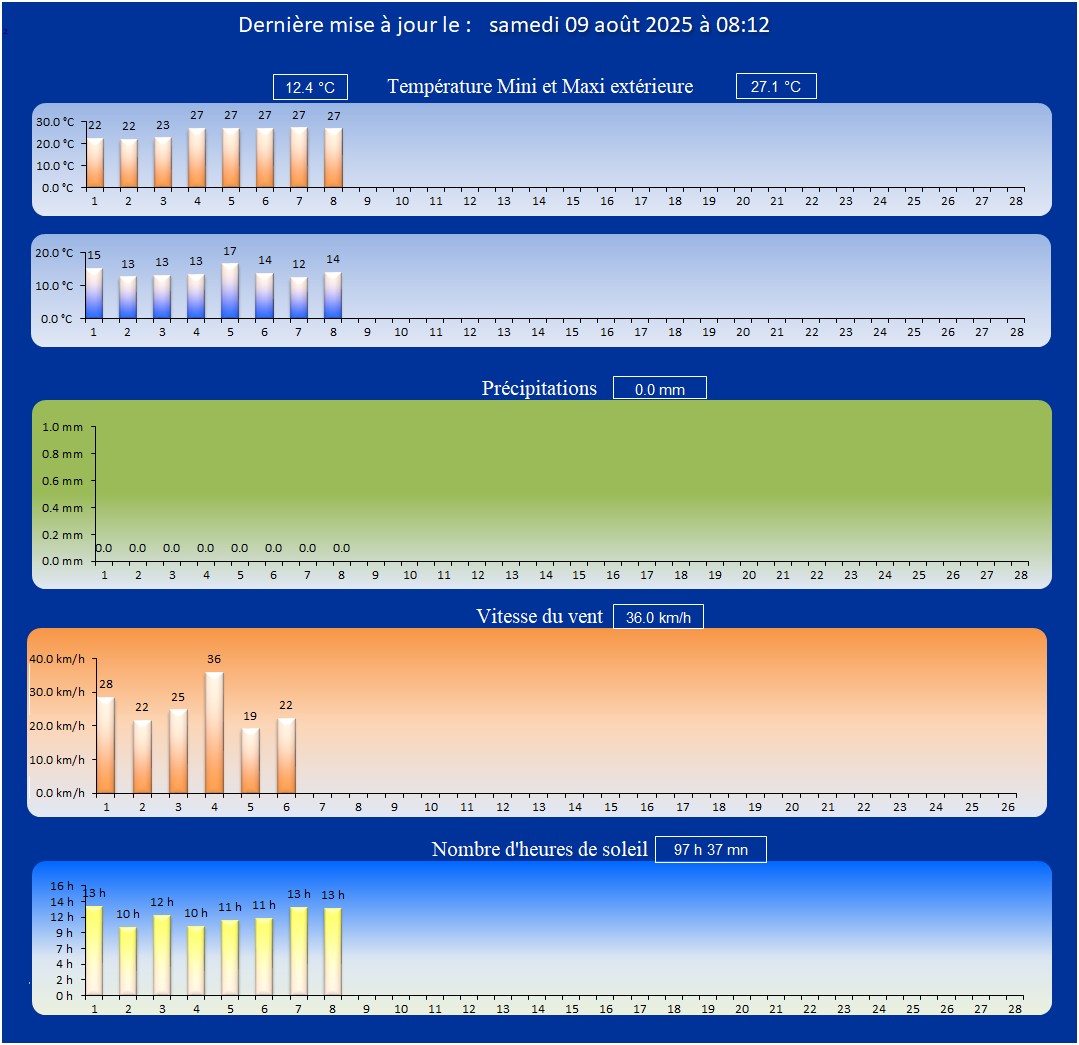 Dernière mise à jour le : samedi 09 août 2025 à 08:12
12.4 °C Température Mini et Maxi extérieure 27.1 °C
30.0 °C
20.0 °C
10.0 °C
0.0 °C
22 22 23 27 27 27 27 27
1 2 3 4 5 6 7 8 9 10 11 12 13 14 15 16 17 18 19 20 21 22 23 24 25 26 27 28
20.0 °C
10.0 °C
0.0 °C
15 13 13 13 17 14 12 14
1 2 3 4 5 6 7 8 9 10 11 12 13 14 15 16 17 18 19 20 21 22 23 24 25 26 27 28
Précipitations 0.0 mm
1.0 mm
0.8 mm
0.6 mm
0.4 mm
0.2 mm
0.0 mm
0.0 0.0 0.0 0.0 0.0 0.0 0.0 0.0
1 2 3 4 5 6 7 8 9 10 11 12 13 14 15 16 17 18 19 20 21 22 23 24 25 26 27 28
Vitesse du vent 36.0 km/h
40.0 km/h
30.0 km/h
20.0 km/h
10.0 km/h
0.0 km/h
28 22 25 36 19 22
1 2 3 4 5 6 7 8 9 10 11 12 13 14 15 16 17 18 19 20 21 22 23 24 25 26
Nombre d'heures de soleil 97 h 37 mn
16 h
14 h
12 h
9 h
7 h
4 h
2 h
0 h
13 h 10 h 12 h 10 h 11 h 11 h 13 h 13 h
1 2 3 4 5 6 7 8 9 10 11 12 13 14 15 16 17 18 19 20 21 22 23 24 25 26 27 28